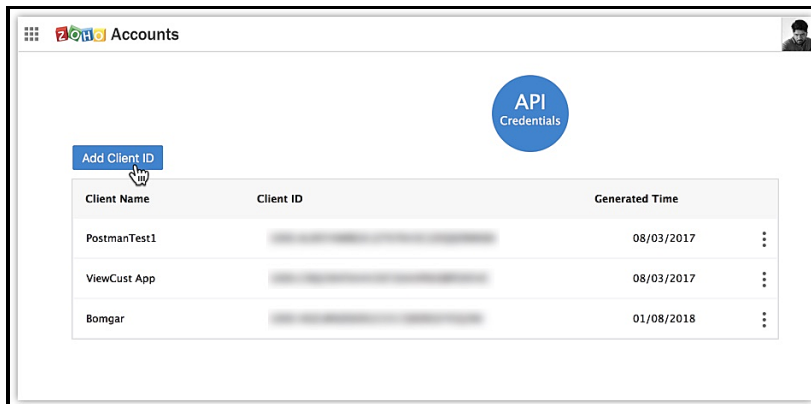 ZOHO Accounts
API
Credentials
Add Client ID
Client Name Client ID Generated Time
PostmanTest1 08/03/2017
ViewCust App 08/03/2017
Bomgar 01/08/2018